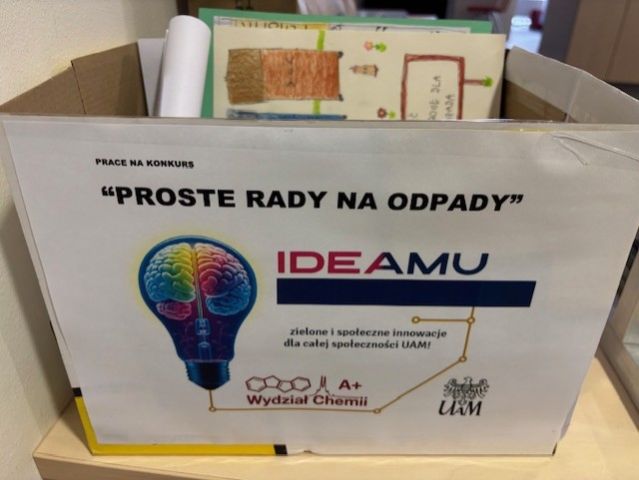 PRACE NA KONKURS
“PROSTE RADY NA ODPADY”
IDEAMU
zielone i społeczne innowacje
dla całej społeczności UAM!
A+
Wydział Chemii
UAM